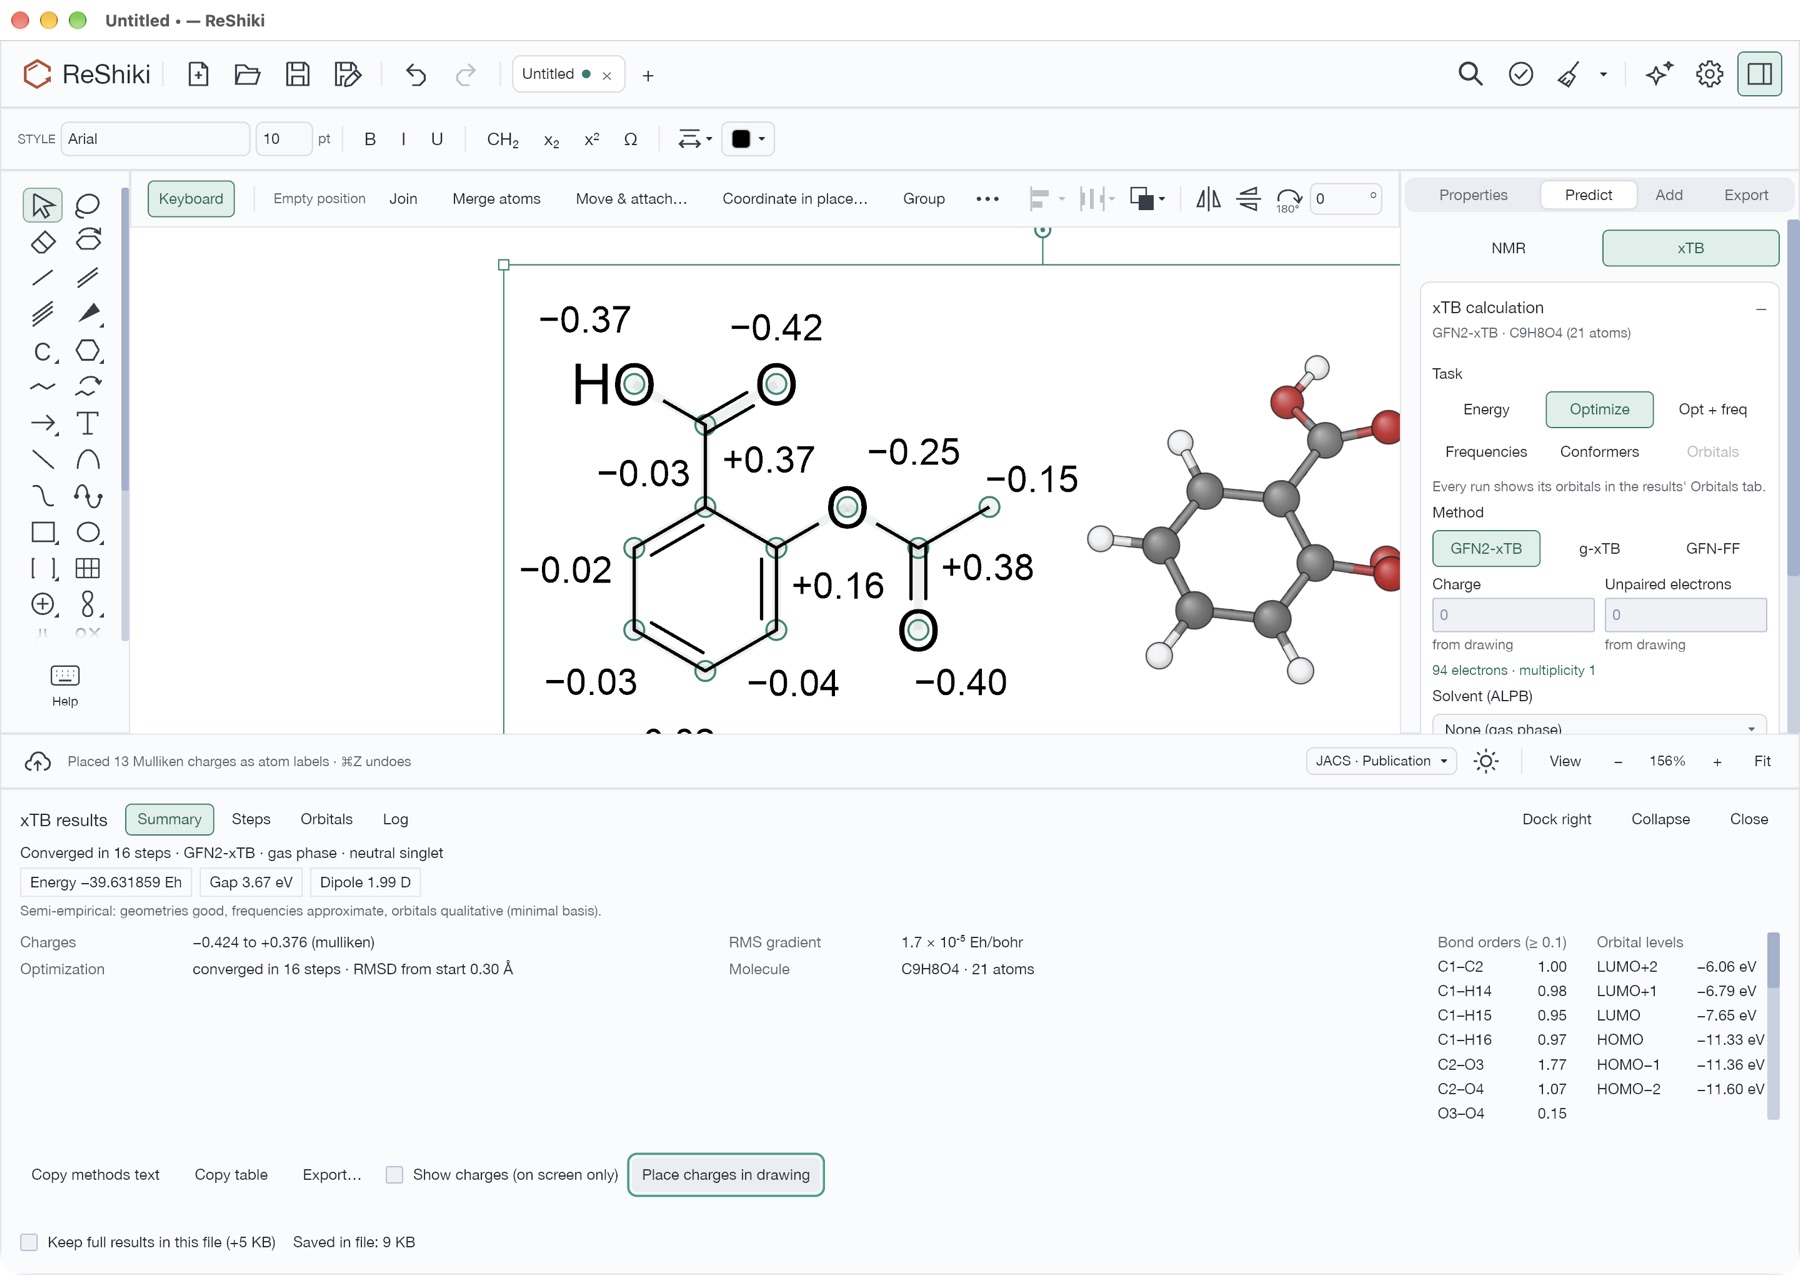 Untitled • — ReShiki
ReShiki
Untitled
STYLE Arial 10 pt B I U CH₂ x₂ x² Ω
Keyboard Empty position Join Merge atoms Move & attach... Coordinate in place... Group ••• 180° 0 °
Properties Predict Add Export
NMR xTB
xTB calculation
GFN2-xTB · C9H8O4 (21 atoms)
Task
Energy Optimize Opt + freq
Frequencies Conformers Orbitals
Every run shows its orbitals in the results' Orbitals tab.
Method
GFN2-xTB g-xTB GFN-FF
Charge Unpaired electrons
0 0
from drawing from drawing
94 electrons · multiplicity 1
Solvent (ALPB)
None (gas phase)
C
T
Help
−0.37
−0.42
HO O
−0.03 +0.37 −0.25
−0.15
O
−0.02 +0.16 +0.38
O
−0.03 −0.04 −0.40
Placed 13 Mulliken charges as atom labels · ⌘Z undoes
JACS · Publication View − 156% + Fit
xTB results Summary Steps Orbitals Log Dock right Collapse Close
Converged in 16 steps · GFN2-xTB · gas phase · neutral singlet
Energy −39.631859 Eh Gap 3.67 eV Dipole 1.99 D
Semi-empirical: geometries good, frequencies approximate, orbitals qualitative (minimal basis).
Charges −0.424 to +0.376 (mulliken) RMS gradient 1.7 × 10⁻⁵ Eh/bohr
Optimization converged in 16 steps · RMSD from start 0.30 Å Molecule C9H8O4 · 21 atoms
Bond orders (≥ 0.1) Orbital levels
C1–C2 1.00 LUMO+2 −6.06 eV
C1–H14 0.98 LUMO+1 −6.79 eV
C1–H15 0.95 LUMO −7.65 eV
C1–H16 0.97 HOMO −11.33 eV
C2–O3 1.77 HOMO−1 −11.36 eV
C2–O4 1.07 HOMO−2 −11.60 eV
O3–O4 0.15
Copy methods text Copy table Export... Show charges (on screen only) Place charges in drawing
Keep full results in this file (+5 KB) Saved in file: 9 KB